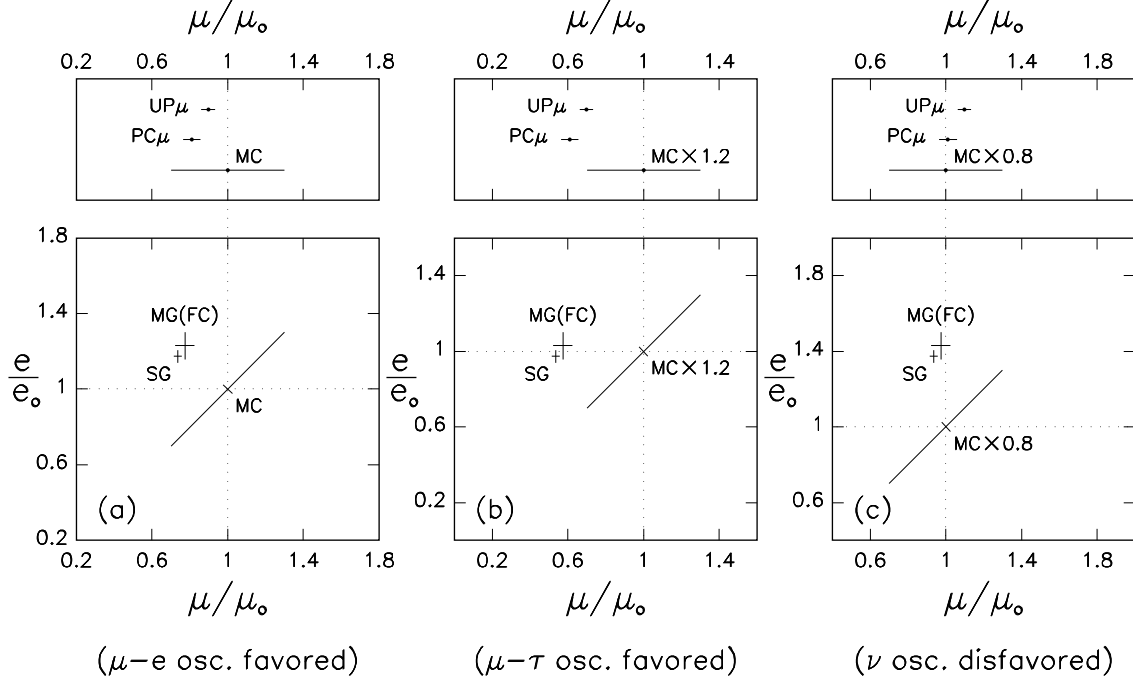 μ/μo μ/μo μ/μo
0.2 0.6 1 1.4 1.8 0.6 1 1.4 0.6 1 1.4 1.8
UPμ UPμ UPμ
PCμ PCμ PCμ
MC MC×1.2 MC×0.8
1.8
1.4
1
0.6
0.2
e/eo
MG(FC)
SG
MC
(a)
0.2 0.6 1 1.4 1.8
μ/μo
(μ-e osc. favored)
1.4
1
0.6
0.2
e/eo
MG(FC)
SG
MC×1.2
(b)
0.2 0.6 1 1.4
μ/μo
(μ-τ osc. favored)
1.8
1.4
1
0.6
e/eo
MG(FC)
SG
MC×0.8
(c)
0.6 1 1.4 1.8
μ/μo
(ν osc. disfavored)